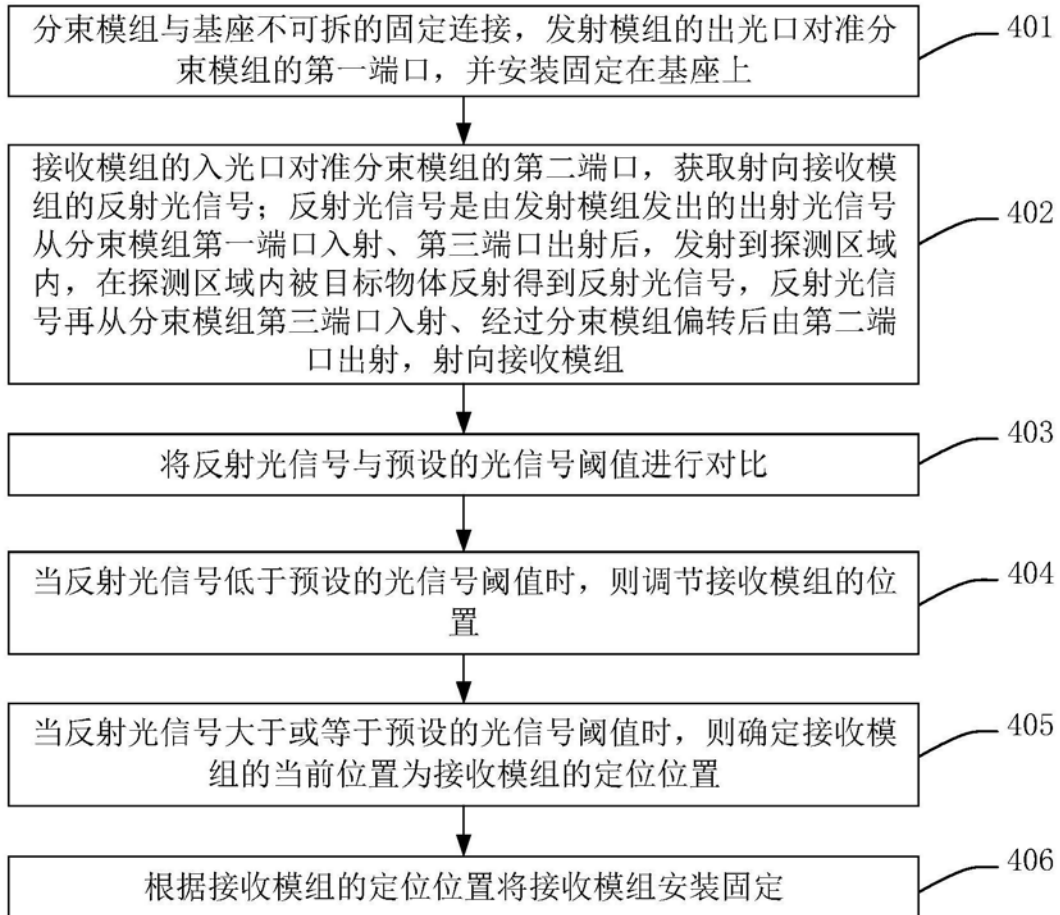 分束模组与基座不可拆的固定连接，发射模组的出光口对准分
束模组的第一端口，并安装固定在基座上
401
接收模组的入光口对准分束模组的第二端口，获取射向接收模
组的反射光信号；反射光信号是由发射模组发出的出射光信号
从分束模组第一端口入射、第三端口出射后，发射到探测区域
内，在探测区域内被目标物体反射得到反射光信号，反射光信
号再从分束模组第三端口入射、经过分束模组偏转后由第二端
口出射，射向接收模组
402
将反射光信号与预设的光信号阈值进行对比
403
当反射光信号低于预设的光信号阈值时，则调节接收模组的位
置
404
当反射光信号大于或等于预设的光信号阈值时，则确定接收模
组的当前位置为接收模组的定位位置
405
根据接收模组的定位位置将接收模组安装固定
406